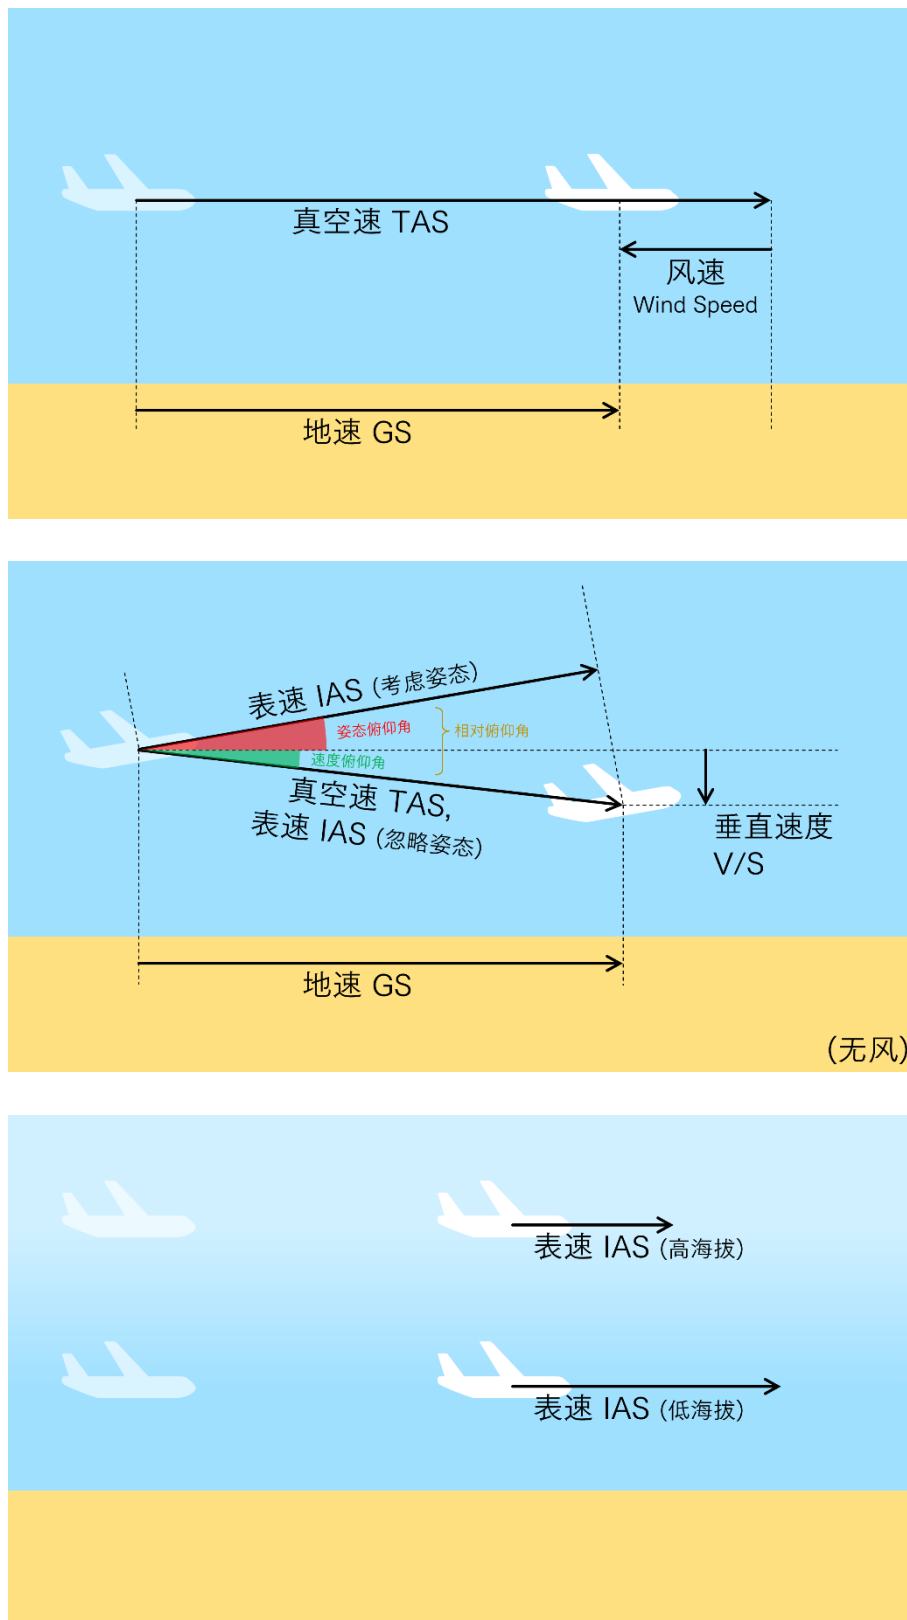 真空速 TAS
风速
Wind Speed
地速 GS
表速 IAS (考虑姿态)
姿态俯仰角
相对俯仰角
速度俯仰角
真空速 TAS,
表速 IAS (忽略姿态)
垂直速度
V/S
地速 GS
(无风)
表速 IAS (高海拔)
表速 IAS (低海拔)